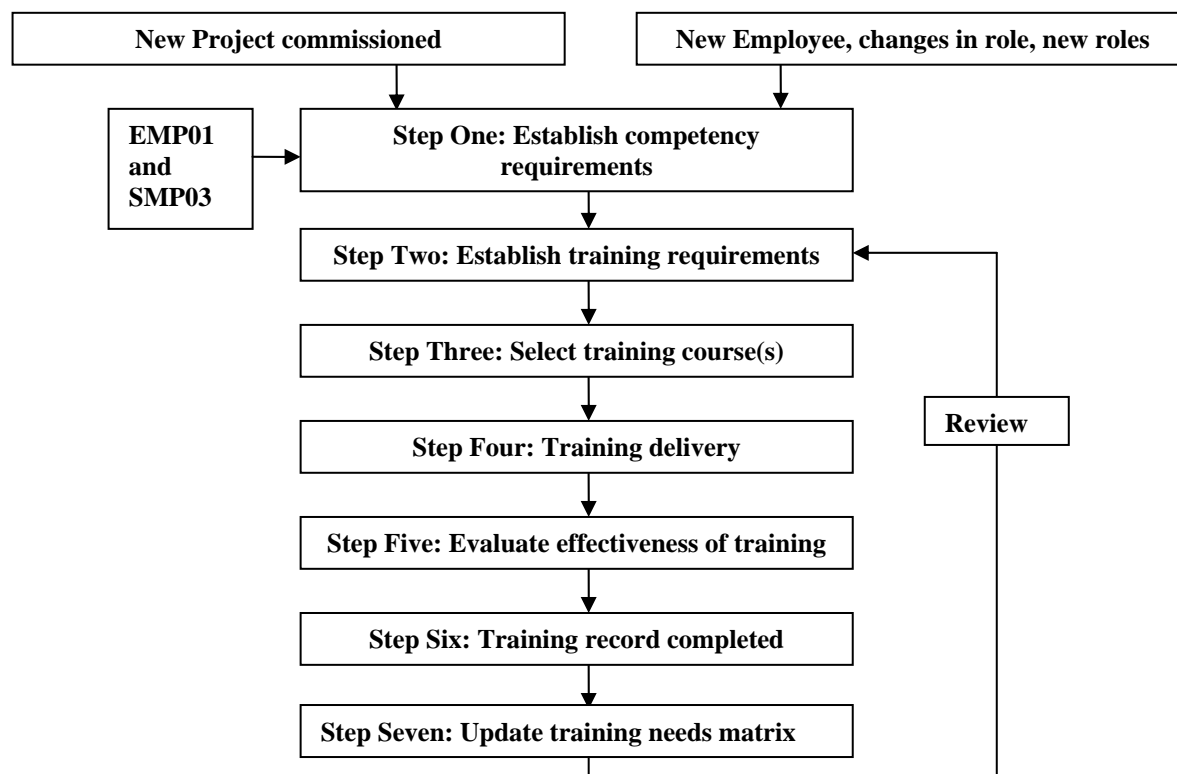 New Project commissioned
New Employee, changes in role, new roles
EMP01
and
SMP03
Step One: Establish competency
requirements
Step Two: Establish training requirements
Step Three: Select training course(s)
Review
Step Four: Training delivery
Step Five: Evaluate effectiveness of training
Step Six: Training record completed
Step Seven: Update training needs matrix